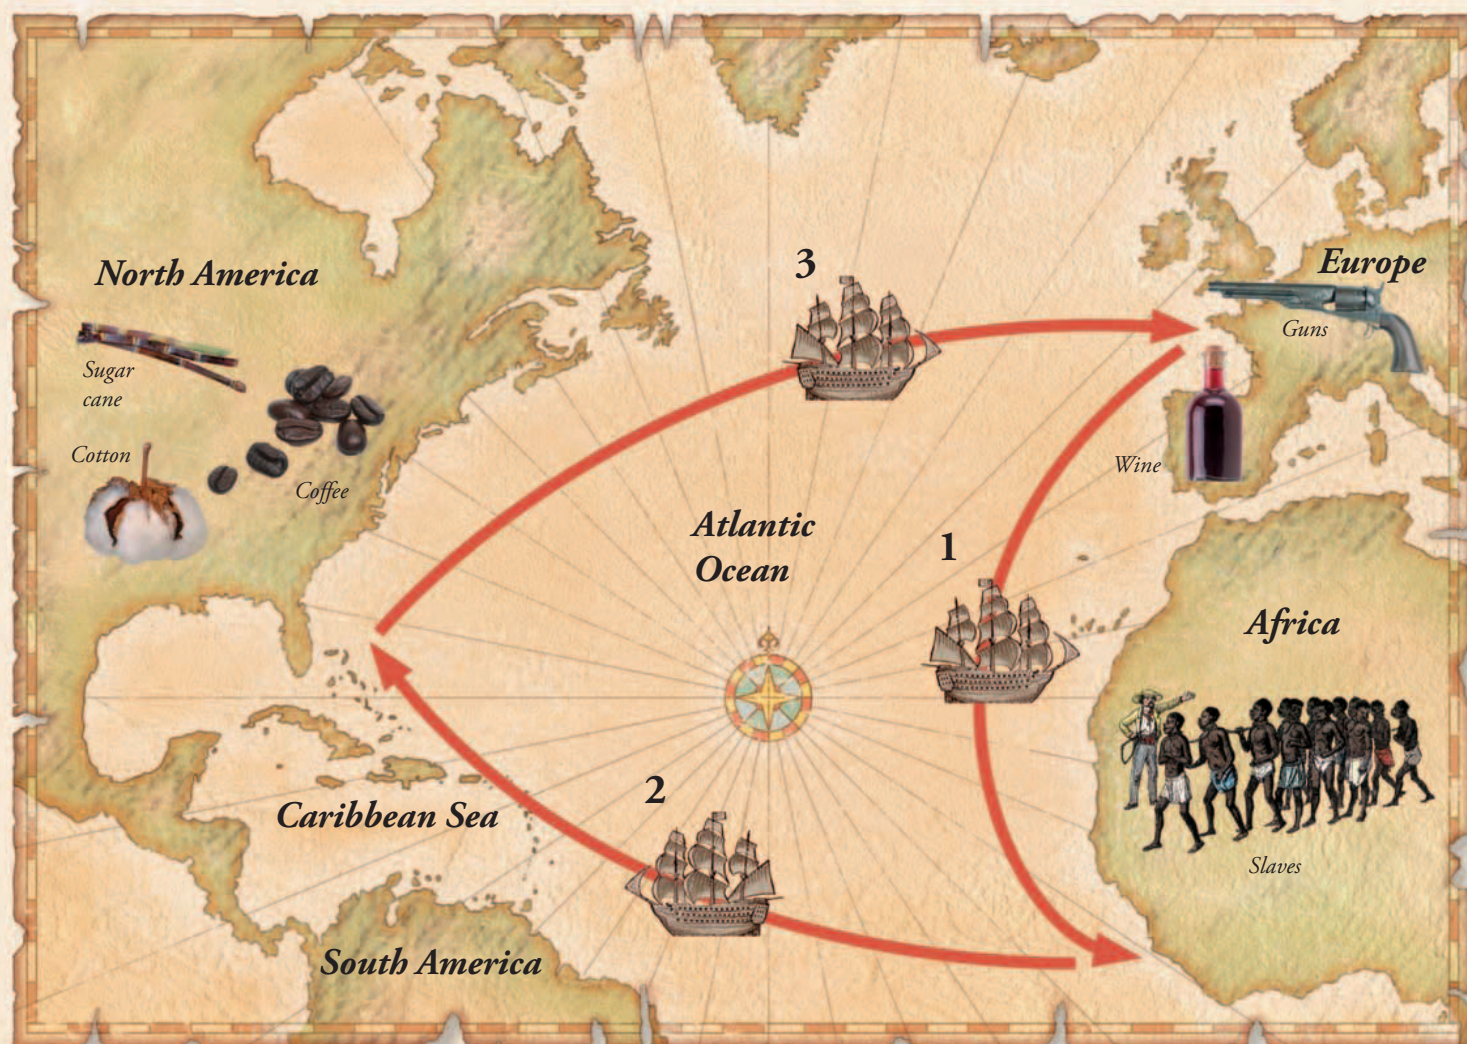 3
North America
Europe
Guns
Sugar
cane
Cotton
Coffee
Wine
Atlantic
Ocean
1
Africa
2
Caribbean Sea
Slaves
South America